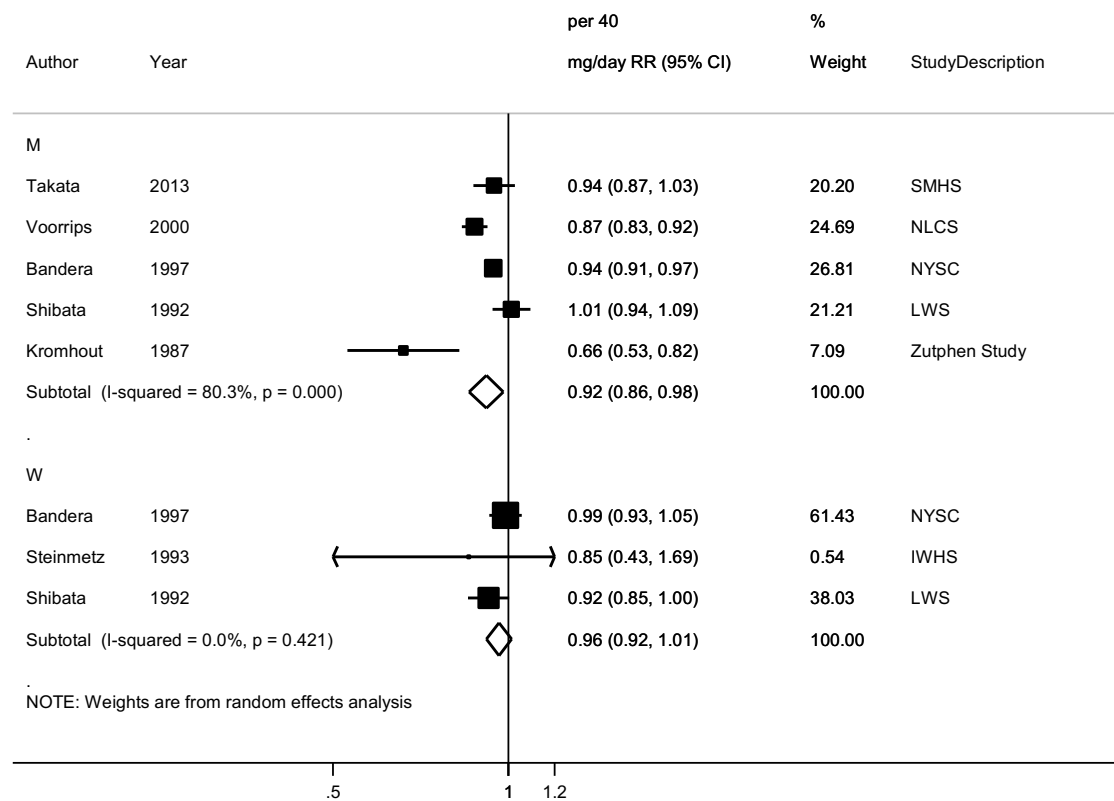 per 40 %
Author Year mg/day RR (95% CI) Weight StudyDescription
M
Takata 2013 0.94 (0.87, 1.03) 20.20 SMHS
Voorrips 2000 0.87 (0.83, 0.92) 24.69 NLCS
Bandera 1997 0.94 (0.91, 0.97) 26.81 NYSC
Shibata 1992 1.01 (0.94, 1.09) 21.21 LWS
Kromhout 1987 0.66 (0.53, 0.82) 7.09 Zutphen Study
Subtotal (I-squared = 80.3%, p = 0.000) 0.92 (0.86, 0.98) 100.00
.
W
Bandera 1997 0.99 (0.93, 1.05) 61.43 NYSC
Steinmetz 1993 0.85 (0.43, 1.69) 0.54 IWHS
Shibata 1992 0.92 (0.85, 1.00) 38.03 LWS
Subtotal (I-squared = 0.0%, p = 0.421) 0.96 (0.92, 1.01) 100.00
.
NOTE: Weights are from random effects analysis
.5 1 1.2